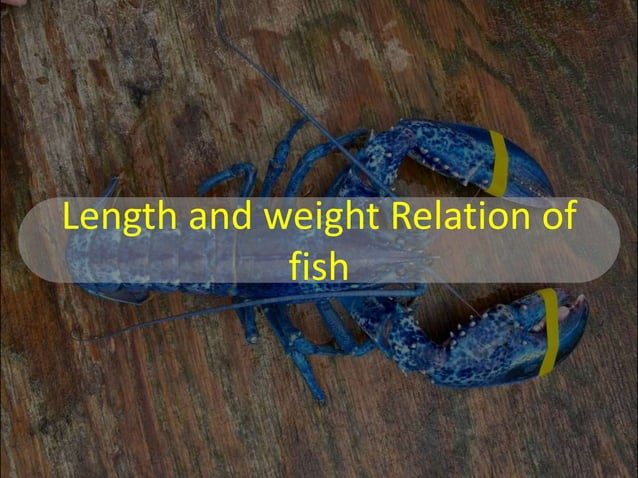 Length and weight Relation of
fish